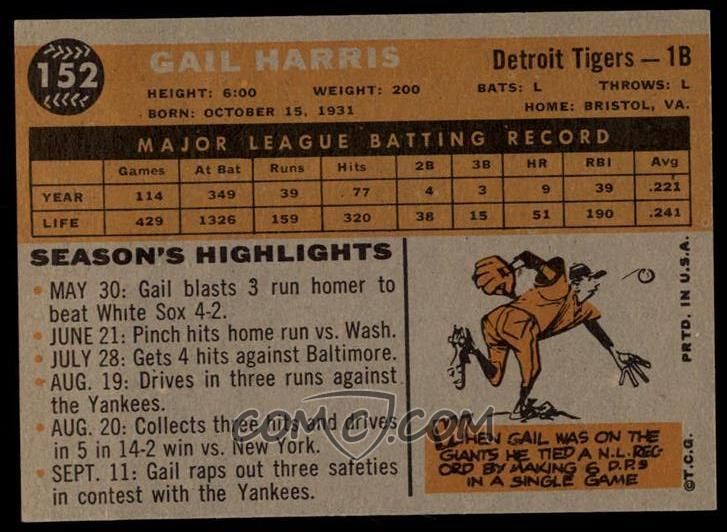 152
GAIL HARRIS
Detroit Tigers — 1B
HEIGHT: 6:00 WEIGHT: 200 BATS: L THROWS: L
BORN: OCTOBER 15, 1931 HOME: BRISTOL, VA.
MAJOR LEAGUE BATTING RECORD
Games At Bat Runs Hits 2B 3B HR RBI Avg
YEAR 114 349 39 77 4 3 9 39 .221
LIFE 429 1326 159 320 38 15 51 190 .241
SEASON'S HIGHLIGHTS
• MAY 30: Gail blasts 3 run homer to
beat White Sox 4-2.
• JUNE 21: Pinch hits home run vs. Wash.
• JULY 28: Gets 4 hits against Baltimore.
• AUG. 19: Drives in three runs against
the Yankees.
• AUG. 20: Collects three hits and drives
in 5 in 14-2 win vs. New York.
• SEPT. 11: Gail raps out three safeties
in contest with the Yankees.
WHEN GAIL WAS ON THE
GIANTS HE TIED A N.L. REC-
ORD BY MAKING 6 D.P.S
IN A SINGLE GAME
PRTD. IN U.S.A.
©T.C.G.
COMC.COM